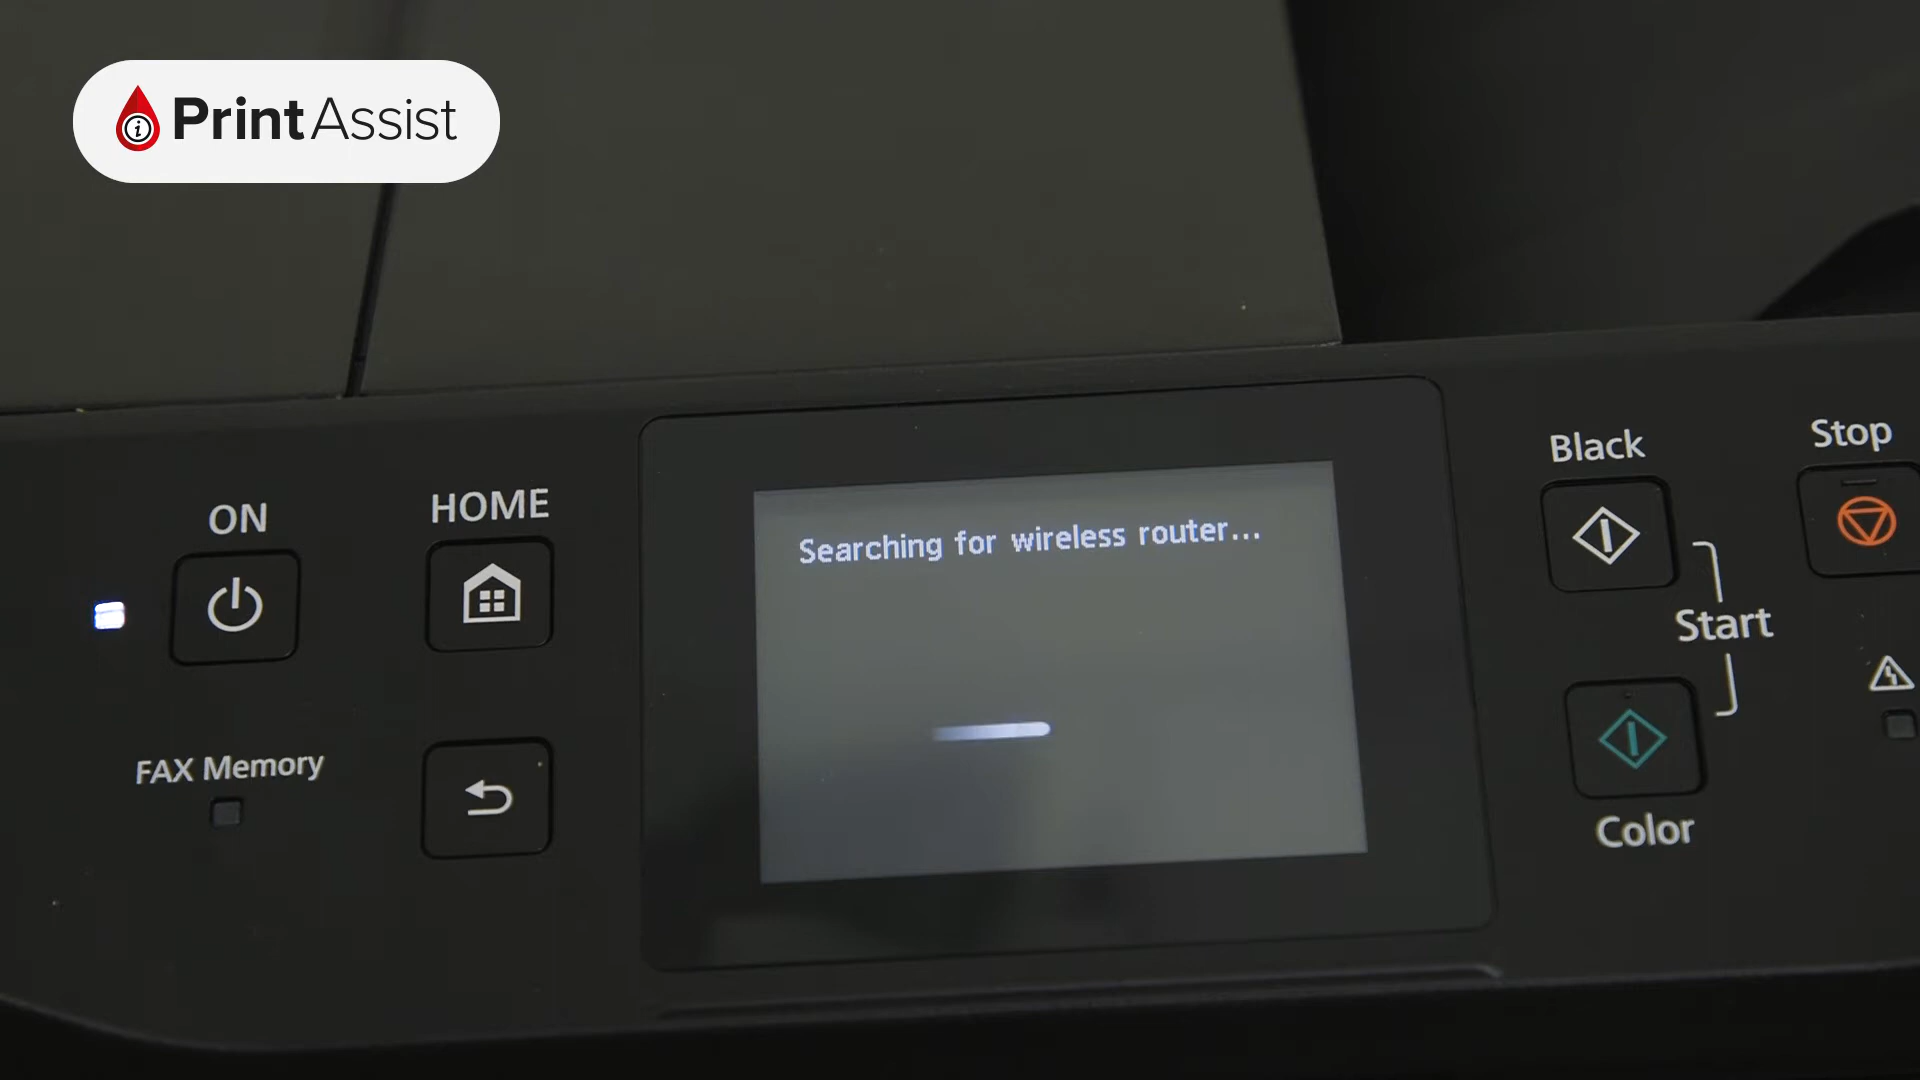 PrintAssist
ON
HOME
FAX Memory
Searching for wireless router...
Black
Stop
Start
Color